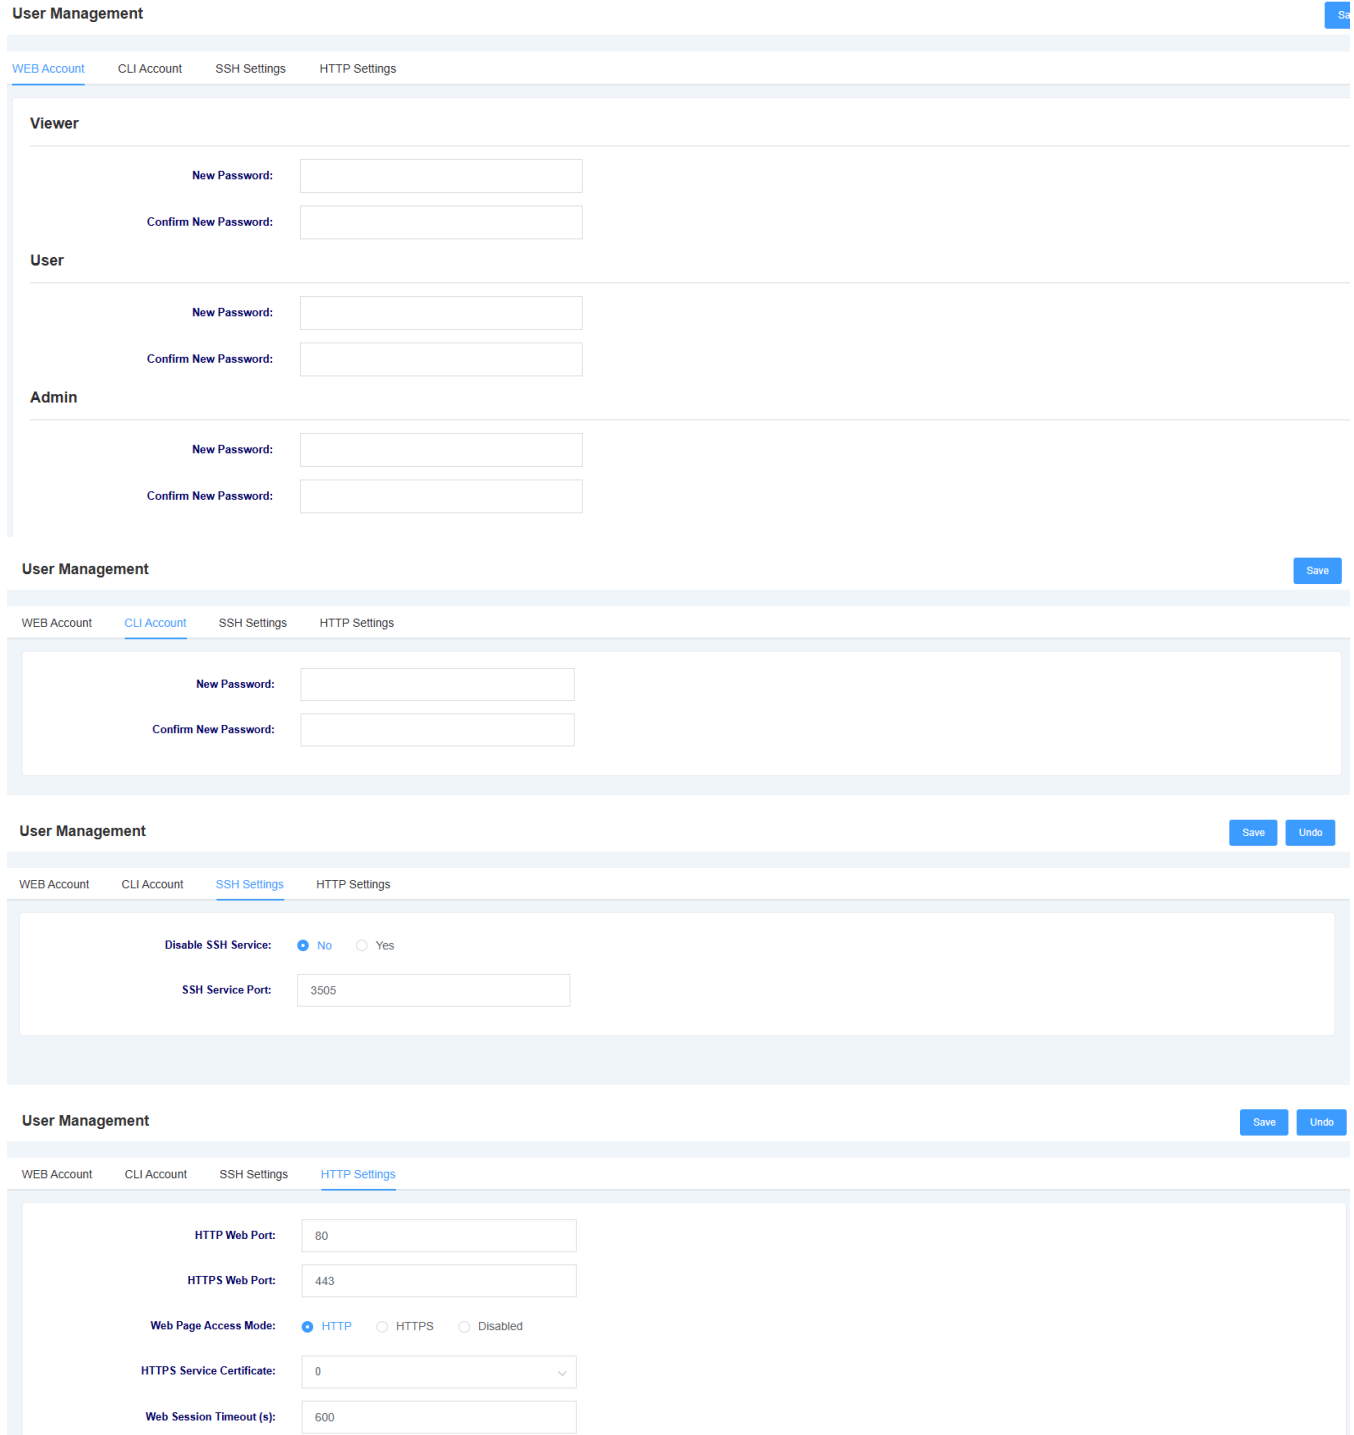 User Management
Sa
WEB Account CLI Account SSH Settings HTTP Settings
Viewer
New Password:
Confirm New Password:
User
New Password:
Confirm New Password:
Admin
New Password:
Confirm New Password:
User Management Save
WEB Account CLI Account SSH Settings HTTP Settings
New Password:
Confirm New Password:
User Management Save Undo
WEB Account CLI Account SSH Settings HTTP Settings
Disable SSH Service: No Yes
SSH Service Port: 3505
User Management Save Undo
WEB Account CLI Account SSH Settings HTTP Settings
HTTP Web Port: 80
HTTPS Web Port: 443
Web Page Access Mode: HTTP HTTPS Disabled
HTTPS Service Certificate: 0
Web Session Timeout (s): 600